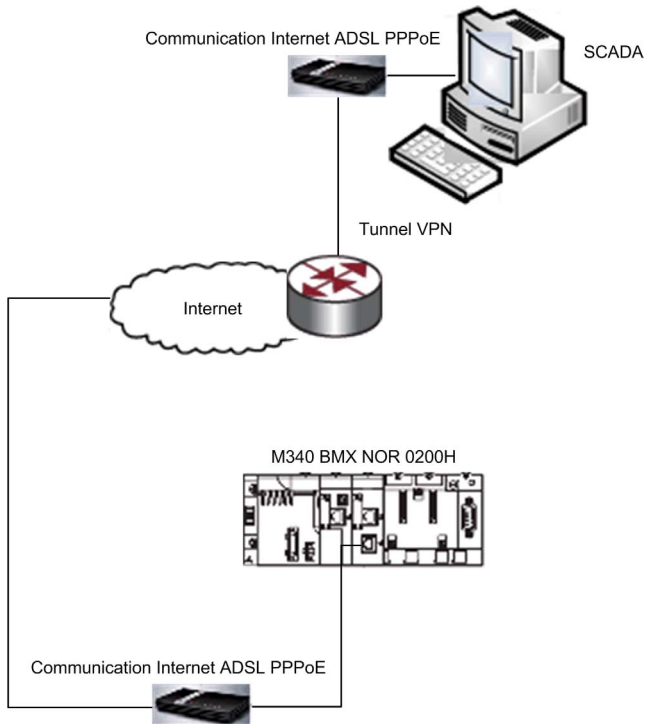 Communication Internet ADSL PPPoE
SCADA
Tunnel VPN
Internet
M340 BMX NOR 0200H
Communication Internet ADSL PPPoE